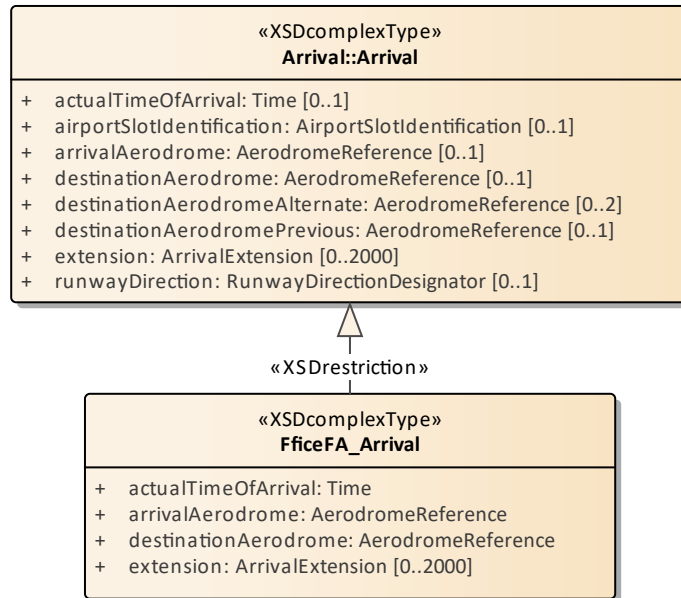 «XSDcomplexType»
Arrival::Arrival
+ actualTimeOfArrival: Time [0..1]
+ airportSlotIdentification: AirportSlotIdentification [0..1]
+ arrivalAerodrome: AerodromeReference [0..1]
+ destinationAerodrome: AerodromeReference [0..1]
+ destinationAerodromeAlternate: AerodromeReference [0..2]
+ destinationAerodromePrevious: AerodromeReference [0..1]
+ extension: ArrivalExtension [0..2000]
+ runwayDirection: RunwayDirectionDesignator [0..1]
«XSDrestriction»
«XSDcomplexType»
FficeFA_Arrival
+ actualTimeOfArrival: Time
+ arrivalAerodrome: AerodromeReference
+ destinationAerodrome: AerodromeReference
+ extension: ArrivalExtension [0..2000]